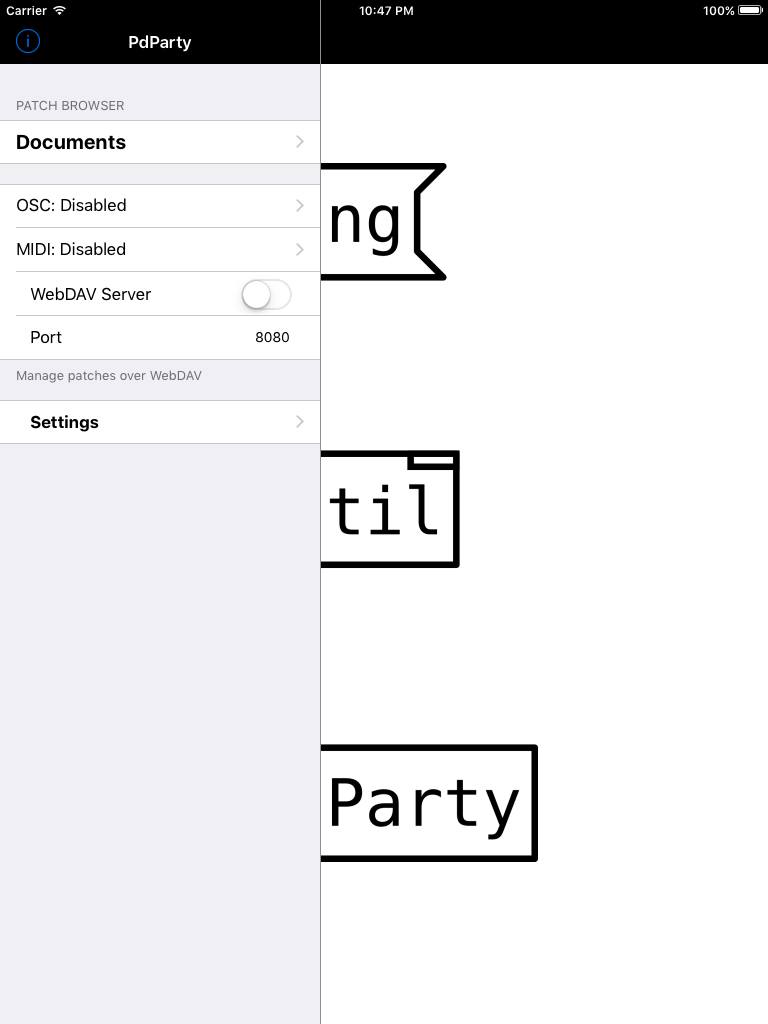 Carrier 10:47 PM 100%
PdParty
PATCH BROWSER
Documents
OSC: Disabled
MIDI: Disabled
WebDAV Server
Port 8080
Manage patches over WebDAV
Settings
ng
til
Party